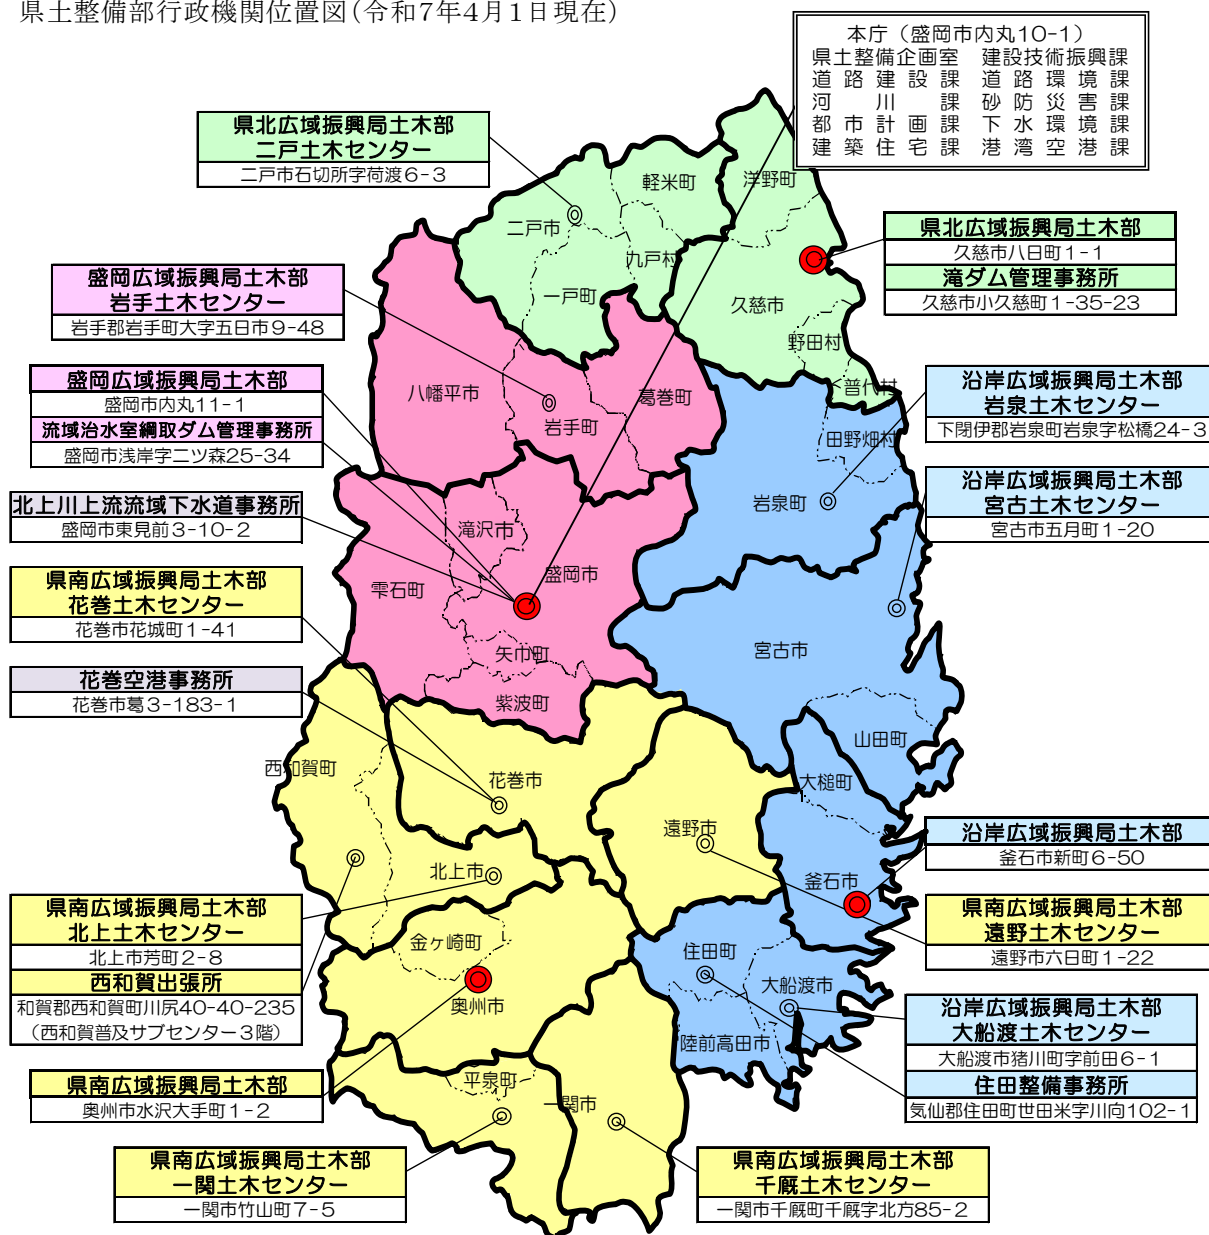 県土整備部行政機関位置図(令和7年4月1日現在)
本庁（盛岡市内丸10-1）
県土整備企画室 建設技術振興課
道路建設課 道路環境課
河川課 砂防災害課
都市計画課 下水環境課
建築住宅課 港湾空港課
県北広域振興局土木部
二戸土木センター
二戸市石切所字荷渡6-3
県北広域振興局土木部
久慈市八日町1-1
滝ダム管理事務所
久慈市小久慈町1-35-23
盛岡広域振興局土木部
岩手土木センター
岩手郡岩手町大字五日市9-48
盛岡広域振興局土木部
盛岡市内丸11-1
流域治水室綱取ダム管理事務所
盛岡市浅岸字二ツ森25-34
北上川上流流域下水道事務所
盛岡市東見前3-10-2
県南広域振興局土木部
花巻土木センター
花巻市花城町1-41
花巻空港事務所
花巻市葛3-183-1
県南広域振興局土木部
北上土木センター
北上市芳町2-8
西和賀出張所
和賀郡西和賀町川尻40-40-235
（西和賀普及サブセンター3階）
県南広域振興局土木部
奥州市水沢大手町1-2
県南広域振興局土木部
一関土木センター
一関市竹山町7-5
県南広域振興局土木部
千厩土木センター
一関市千厩町千厩字北方85-2
沿岸広域振興局土木部
岩泉土木センター
下閉伊郡岩泉町岩泉字松橋24-3
沿岸広域振興局土木部
宮古土木センター
宮古市五月町1-20
沿岸広域振興局土木部
釜石市新町6-50
県南広域振興局土木部
遠野土木センター
遠野市六日町1-22
沿岸広域振興局土木部
大船渡土木センター
大船渡市猪川町字前田6-1
住田整備事務所
気仙郡住田町世田米字川向102-1
軽米町
洋野町
二戸市
九戸村
一戸町
久慈市
野田村
普代村
八幡平市
岩手町
葛巻町
田野畑村
岩泉町
滝沢市
盛岡市
雫石町
矢巾町
紫波町
宮古市
山田町
大槌町
西和賀町
花巻市
遠野市
釜石市
北上市
金ヶ崎町
奥州市
住田町
大船渡市
陸前高田市
平泉町
一関市